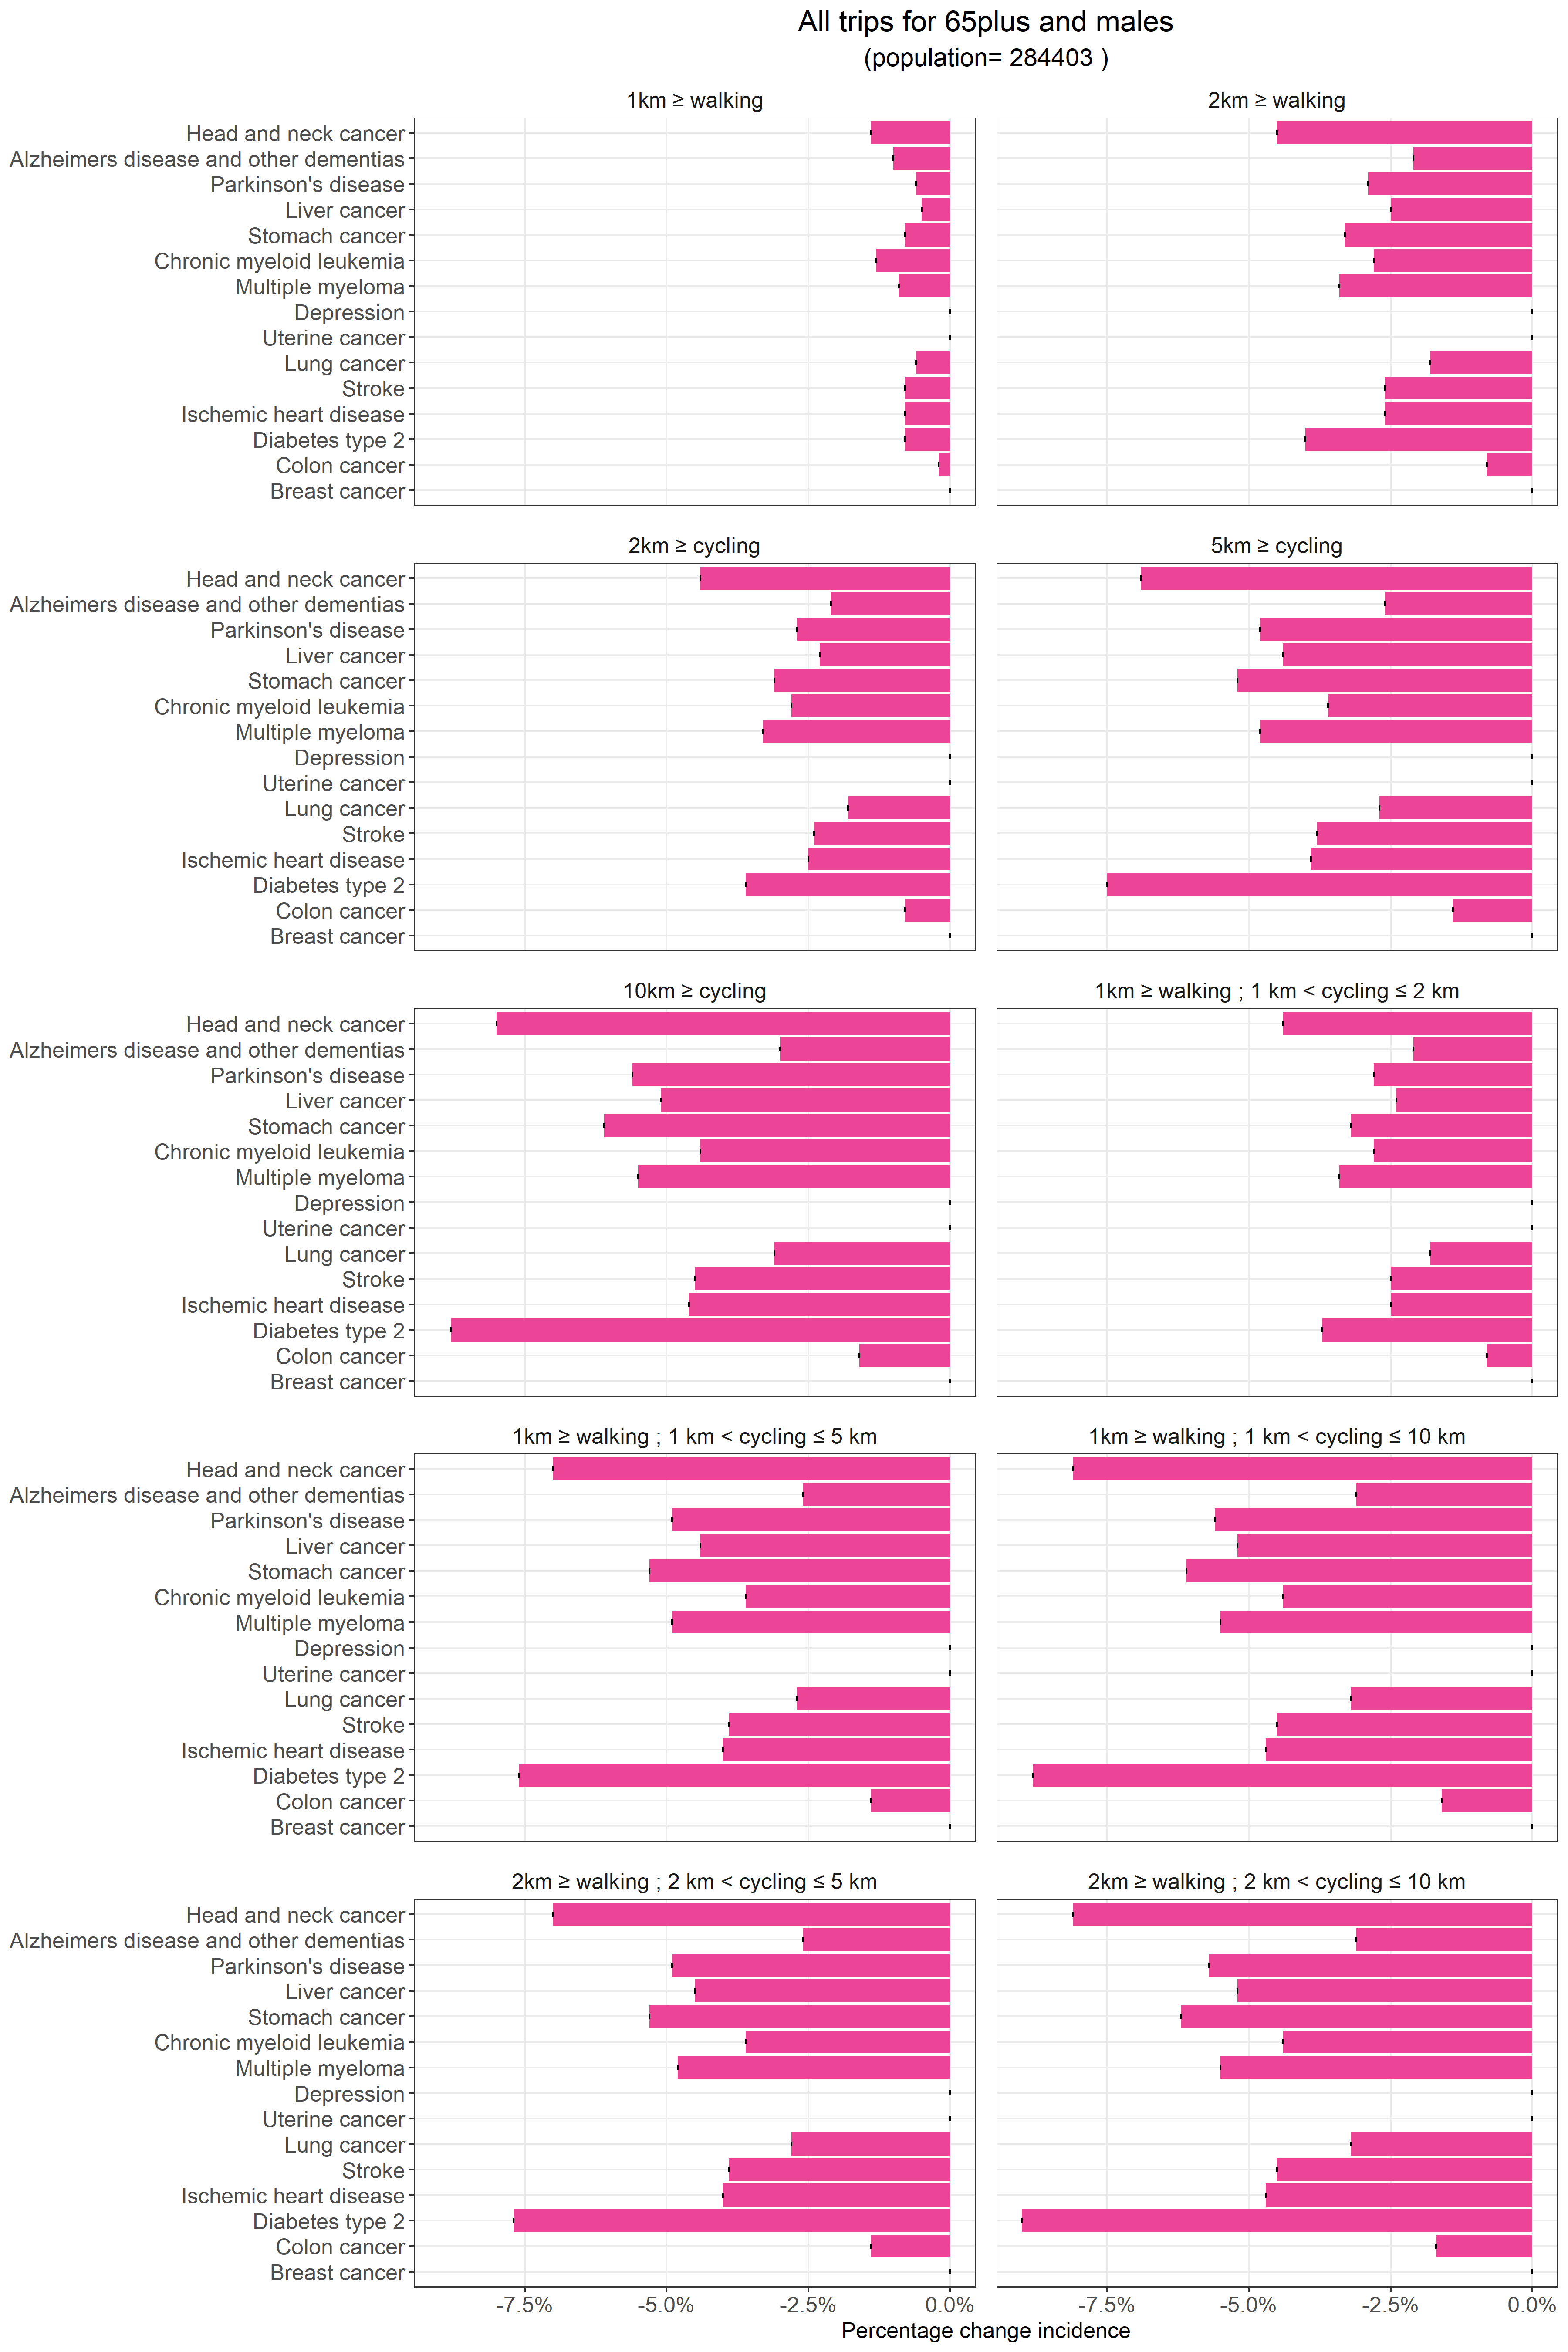 All trips for 65plus and males
(population= 284403 )
1km ≥ walking
2km ≥ walking
Head and neck cancer
Alzheimers disease and other dementias
Parkinson's disease
Liver cancer
Stomach cancer
Chronic myeloid leukemia
Multiple myeloma
Depression
Uterine cancer
Lung cancer
Stroke
Ischemic heart disease
Diabetes type 2
Colon cancer
Breast cancer
2km ≥ cycling
5km ≥ cycling
Head and neck cancer
Alzheimers disease and other dementias
Parkinson's disease
Liver cancer
Stomach cancer
Chronic myeloid leukemia
Multiple myeloma
Depression
Uterine cancer
Lung cancer
Stroke
Ischemic heart disease
Diabetes type 2
Colon cancer
Breast cancer
10km ≥ cycling
1km ≥ walking ; 1 km < cycling ≤ 2 km
Head and neck cancer
Alzheimers disease and other dementias
Parkinson's disease
Liver cancer
Stomach cancer
Chronic myeloid leukemia
Multiple myeloma
Depression
Uterine cancer
Lung cancer
Stroke
Ischemic heart disease
Diabetes type 2
Colon cancer
Breast cancer
1km ≥ walking ; 1 km < cycling ≤ 5 km
1km ≥ walking ; 1 km < cycling ≤ 10 km
Head and neck cancer
Alzheimers disease and other dementias
Parkinson's disease
Liver cancer
Stomach cancer
Chronic myeloid leukemia
Multiple myeloma
Depression
Uterine cancer
Lung cancer
Stroke
Ischemic heart disease
Diabetes type 2
Colon cancer
Breast cancer
2km ≥ walking ; 2 km < cycling ≤ 5 km
2km ≥ walking ; 2 km < cycling ≤ 10 km
Head and neck cancer
Alzheimers disease and other dementias
Parkinson's disease
Liver cancer
Stomach cancer
Chronic myeloid leukemia
Multiple myeloma
Depression
Uterine cancer
Lung cancer
Stroke
Ischemic heart disease
Diabetes type 2
Colon cancer
Breast cancer
-7.5% -5.0% -2.5% 0.0%
-7.5% -5.0% -2.5% 0.0%
Percentage change incidence